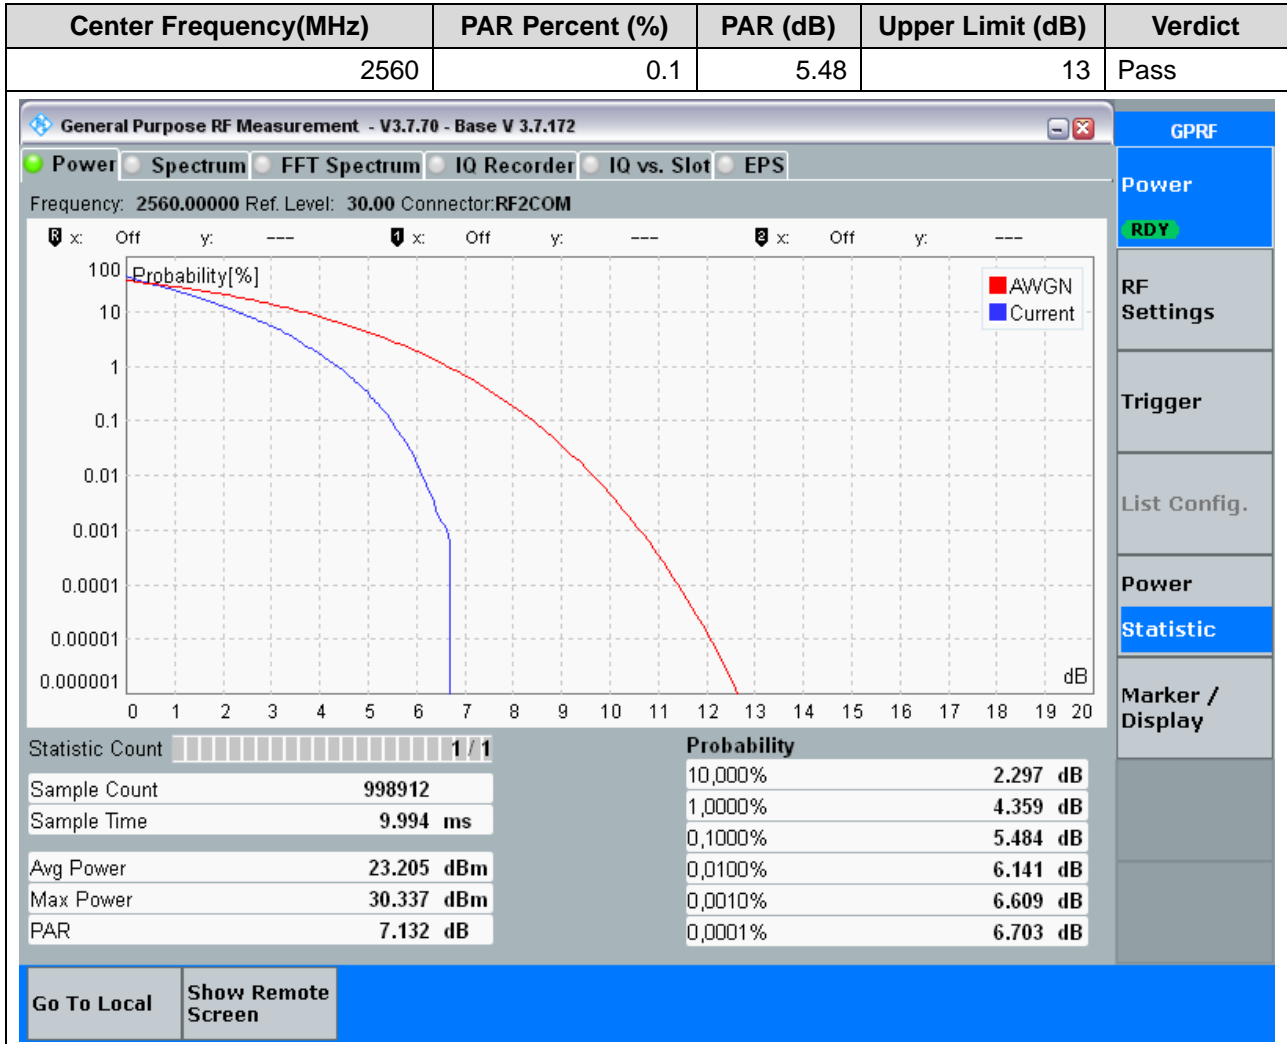 Center Frequency(MHz) PAR Percent (%) PAR (dB) Upper Limit (dB) Verdict
2560 0.1 5.48 13 Pass
General Purpose RF Measurement - V3.7.70 - Base V 3.7.172
GPRF
Power Spectrum FFT Spectrum IQ Recorder IQ vs. Slot EPS
Frequency: 2560.00000 Ref. Level: 30.00 Connector:RF2COM
R x: Off y: --- 1 x: Off y: --- 2 x: Off y: ---
Probability[%]
AWGN
Current
100
10
1
0.1
0.01
0.001
0.0001
0.00001
0.000001
dB
0 1 2 3 4 5 6 7 8 9 10 11 12 13 14 15 16 17 18 19 20
Statistic Count 1 / 1
Sample Count 998912
Sample Time 9.994 ms
Avg Power 23.205 dBm
Max Power 30.337 dBm
PAR 7.132 dB
Probability
10,000% 2.297 dB
1,0000% 4.359 dB
0,1000% 5.484 dB
0,0100% 6.141 dB
0,0010% 6.609 dB
0,0001% 6.703 dB
Power
RDY
RF
Settings
Trigger
List Config.
Power
Statistic
Marker /
Display
Go To Local
Show Remote
Screen